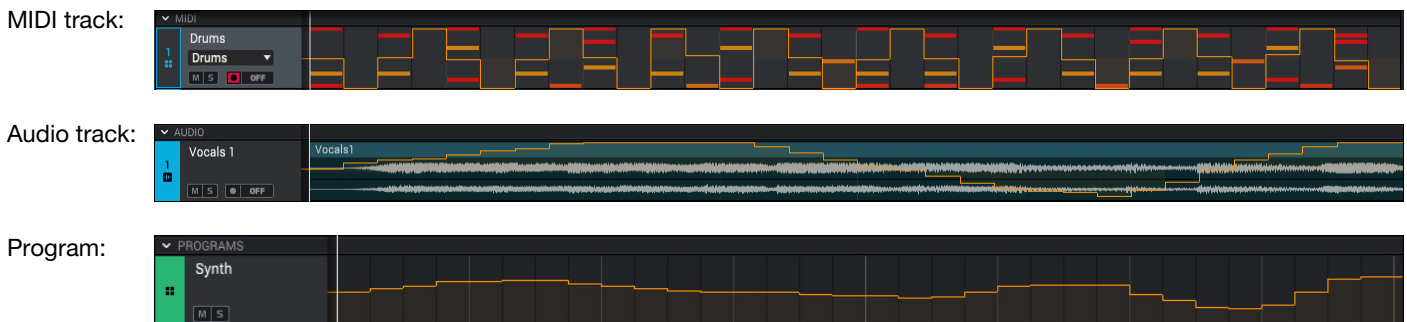 MIDI track:
MIDI
Drums
1
Drums
M S OFF
Audio track:
AUDIO
Vocals 1
Vocals1
1
M S OFF
Program:
PROGRAMS
Synth
M S